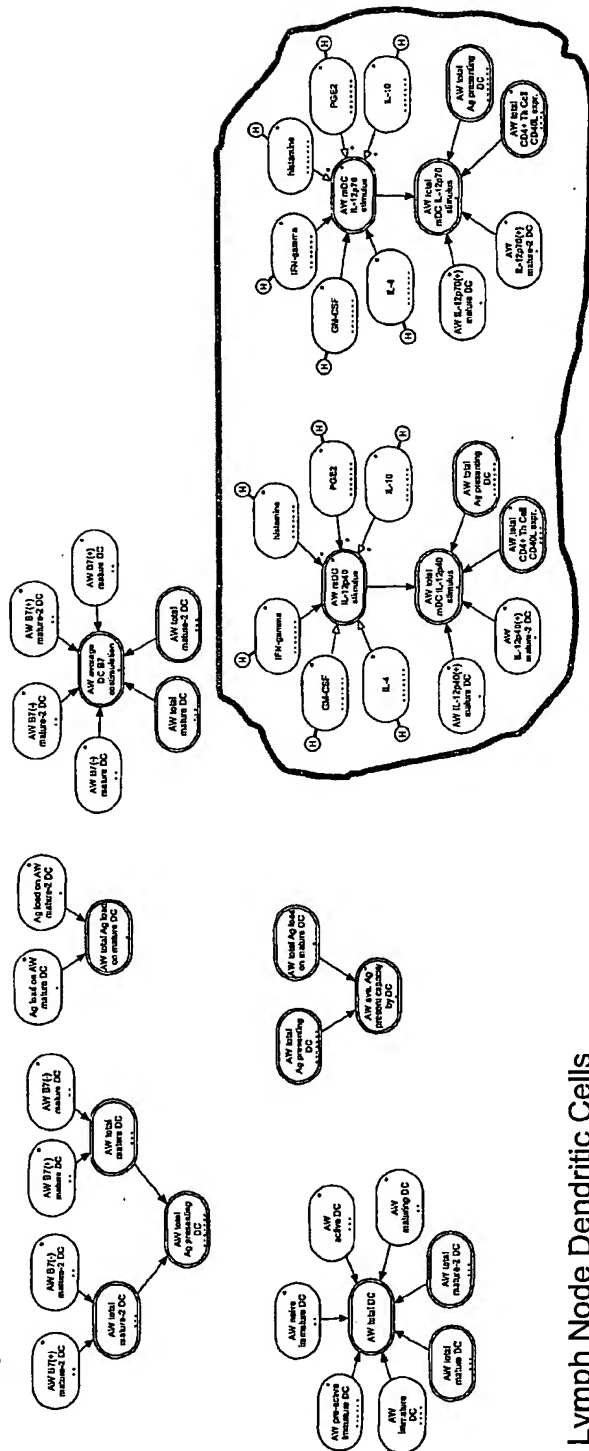 AW B7(+)
mature-2 DC
AW B7(-)
mature-2 DC
AW B7(+)
mature DC
AW B7(-)
mature DC
AW total
mature-2 DC
AW total
mature DC
AW total
Ag presenting
DC
Ag load on AW
mature DC
Ag load on AW
mature-2 DC
AW total Ag load
on mature DC
AW B7(-)
mature-2 DC
AW B7(+)
mature-2 DC
AW B7(-)
mature DC
AW B7(+)
mature DC
AW average
DC B7
costimulation
AW total
mature DC
AW total
mature-2 DC
AW pre-active
immature DC
AW naive
immature DC
AW
active DC
AW total DC
AW
immature
DC
AW
maturing DC
AW total
mature DC
AW total
mature-2 DC
AW total
Ag presenting
DC
AW total Ag load
on mature DC
AW ave. Ag
present capacity
by DC
IFN-gamma
histamine
GM-CSF
PGE2
AW mDC
IL-12p40
stimulus
IL-4
IL-10
AW total
mDC IL-12p40
stimulus
AW IL-12p40(+)
mature DC
AW
IL-12p40(+)
mature-2 DC
AW total
CD4+ Th Cell
CD40L expr.
AW total
Ag presenting
DC
IFN-gamma
histamine
GM-CSF
PGE2
AW mDC
IL-12p70
stimulus
IL-4
IL-10
AW total
mDC IL-12p70
stimulus
AW IL-12p70(+)
mature DC
AW
IL-12p70(+)
mature-2 DC
AW total
CD4+ Th Cell
CD40L expr.
AW total
Ag presenting
DC
H
H
H
H
H
H
H
H
H
H
H
H
Lymph Node Dendritic Cells